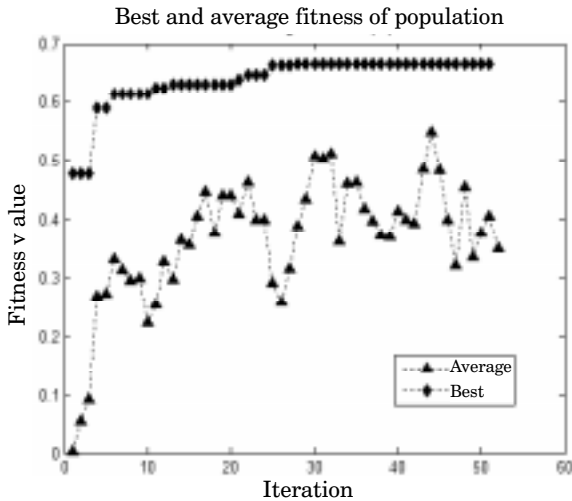 Best and average fitness of population
0.7
0.6
0.5
0.4
0.3
0.2
0.1
0
Fitness v alue
0 10 20 30 40 50 60
Iteration
Average
Best